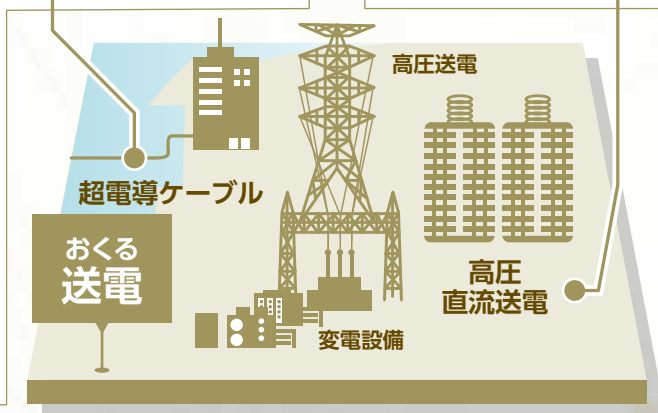 高圧送電
超電導ケーブル
おくる
送電
高圧
直流送電
変電設備